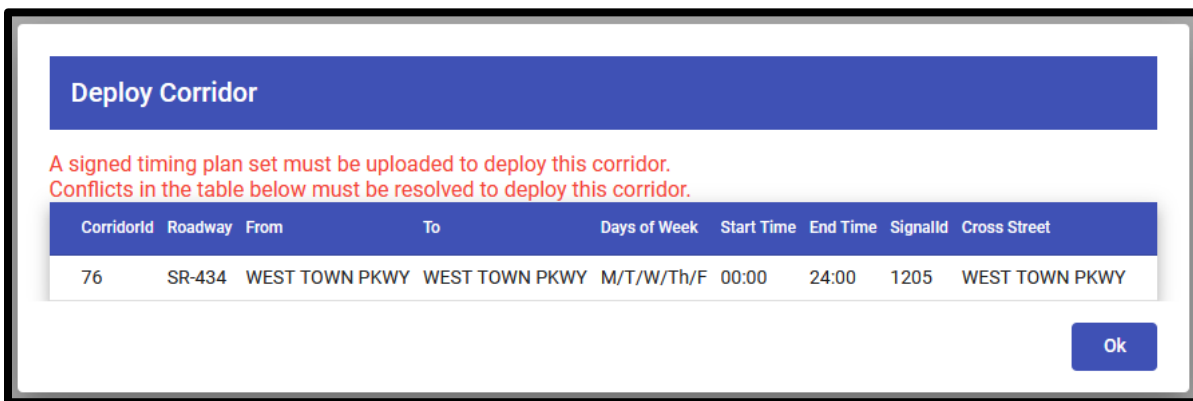 Deploy Corridor
A signed timing plan set must be uploaded to deploy this corridor.
Conflicts in the table below must be resolved to deploy this corridor.
CorridorId Roadway From To Days of Week Start Time End Time SignalId Cross Street
76 SR-434 WEST TOWN PKWY WEST TOWN PKWY M/T/W/Th/F 00:00 24:00 1205 WEST TOWN PKWY
Ok